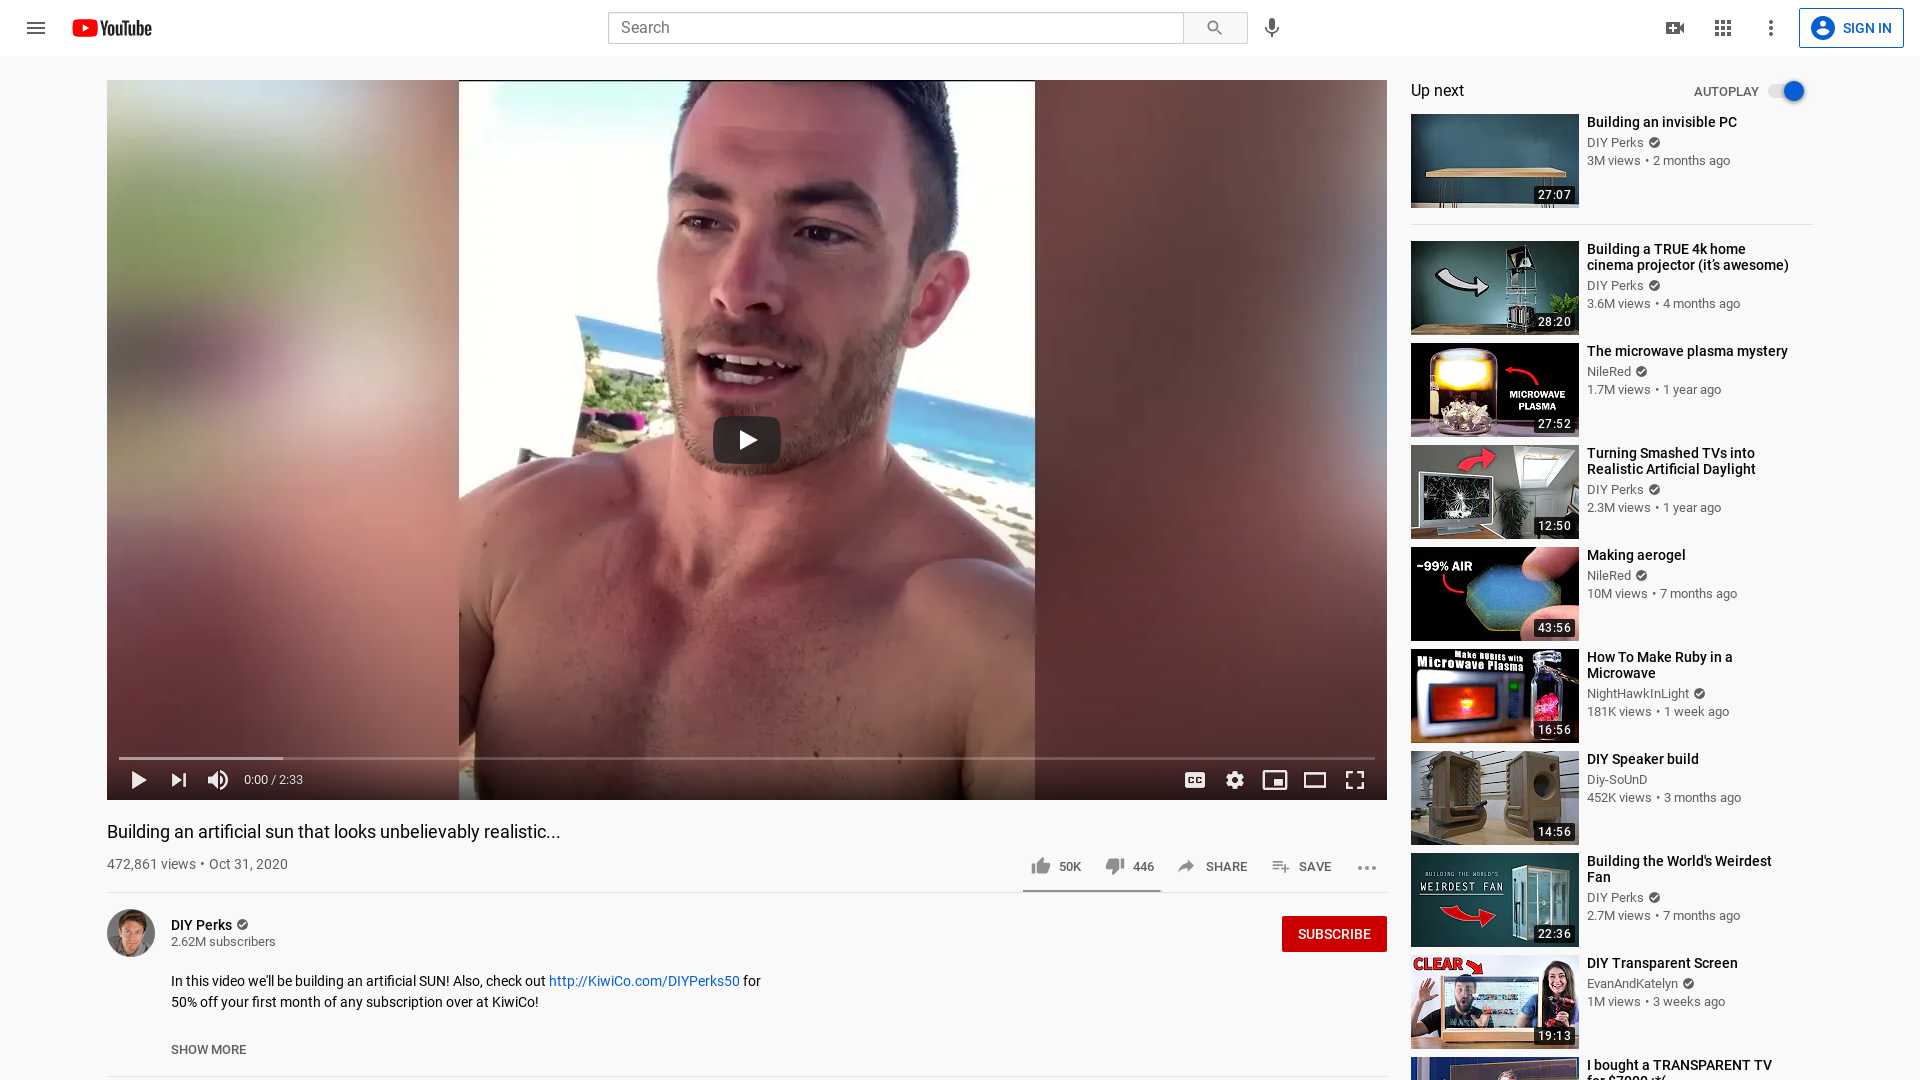 YouTube
Search
SIGN IN
0:00 / 2:33
CC
Building an artificial sun that looks unbelievably realistic...
472,861 views • Oct 31, 2020
50K
446
SHARE
SAVE
DIY Perks
2.62M subscribers
SUBSCRIBE
In this video we'll be building an artificial SUN! Also, check out http://KiwiCo.com/DIYPerks50 for
50% off your first month of any subscription over at KiwiCo!
SHOW MORE
Up next
AUTOPLAY
27:07
Building an invisible PC
DIY Perks
3M views • 2 months ago
28:20
Building a TRUE 4k home
cinema projector (it's awesome)
DIY Perks
3.6M views • 4 months ago
MICROWAVE
PLASMA
27:52
The microwave plasma mystery
NileRed
1.7M views • 1 year ago
12:50
Turning Smashed TVs into
Realistic Artificial Daylight
DIY Perks
2.3M views • 1 year ago
~99% AIR
43:56
Making aerogel
NileRed
10M views • 7 months ago
Make RUBIES with
Microwave Plasma
16:56
How To Make Ruby in a
Microwave
NightHawkInLight
181K views • 1 week ago
14:56
DIY Speaker build
Diy-SoUnD
452K views • 3 months ago
BUILDING THE WORLD'S
WEIRDEST FAN
22:36
Building the World's Weirdest
Fan
DIY Perks
2.7M views • 7 months ago
CLEAR
19:13
DIY Transparent Screen
EvanAndKatelyn
1M views • 3 weeks ago
I bought a TRANSPARENT TV